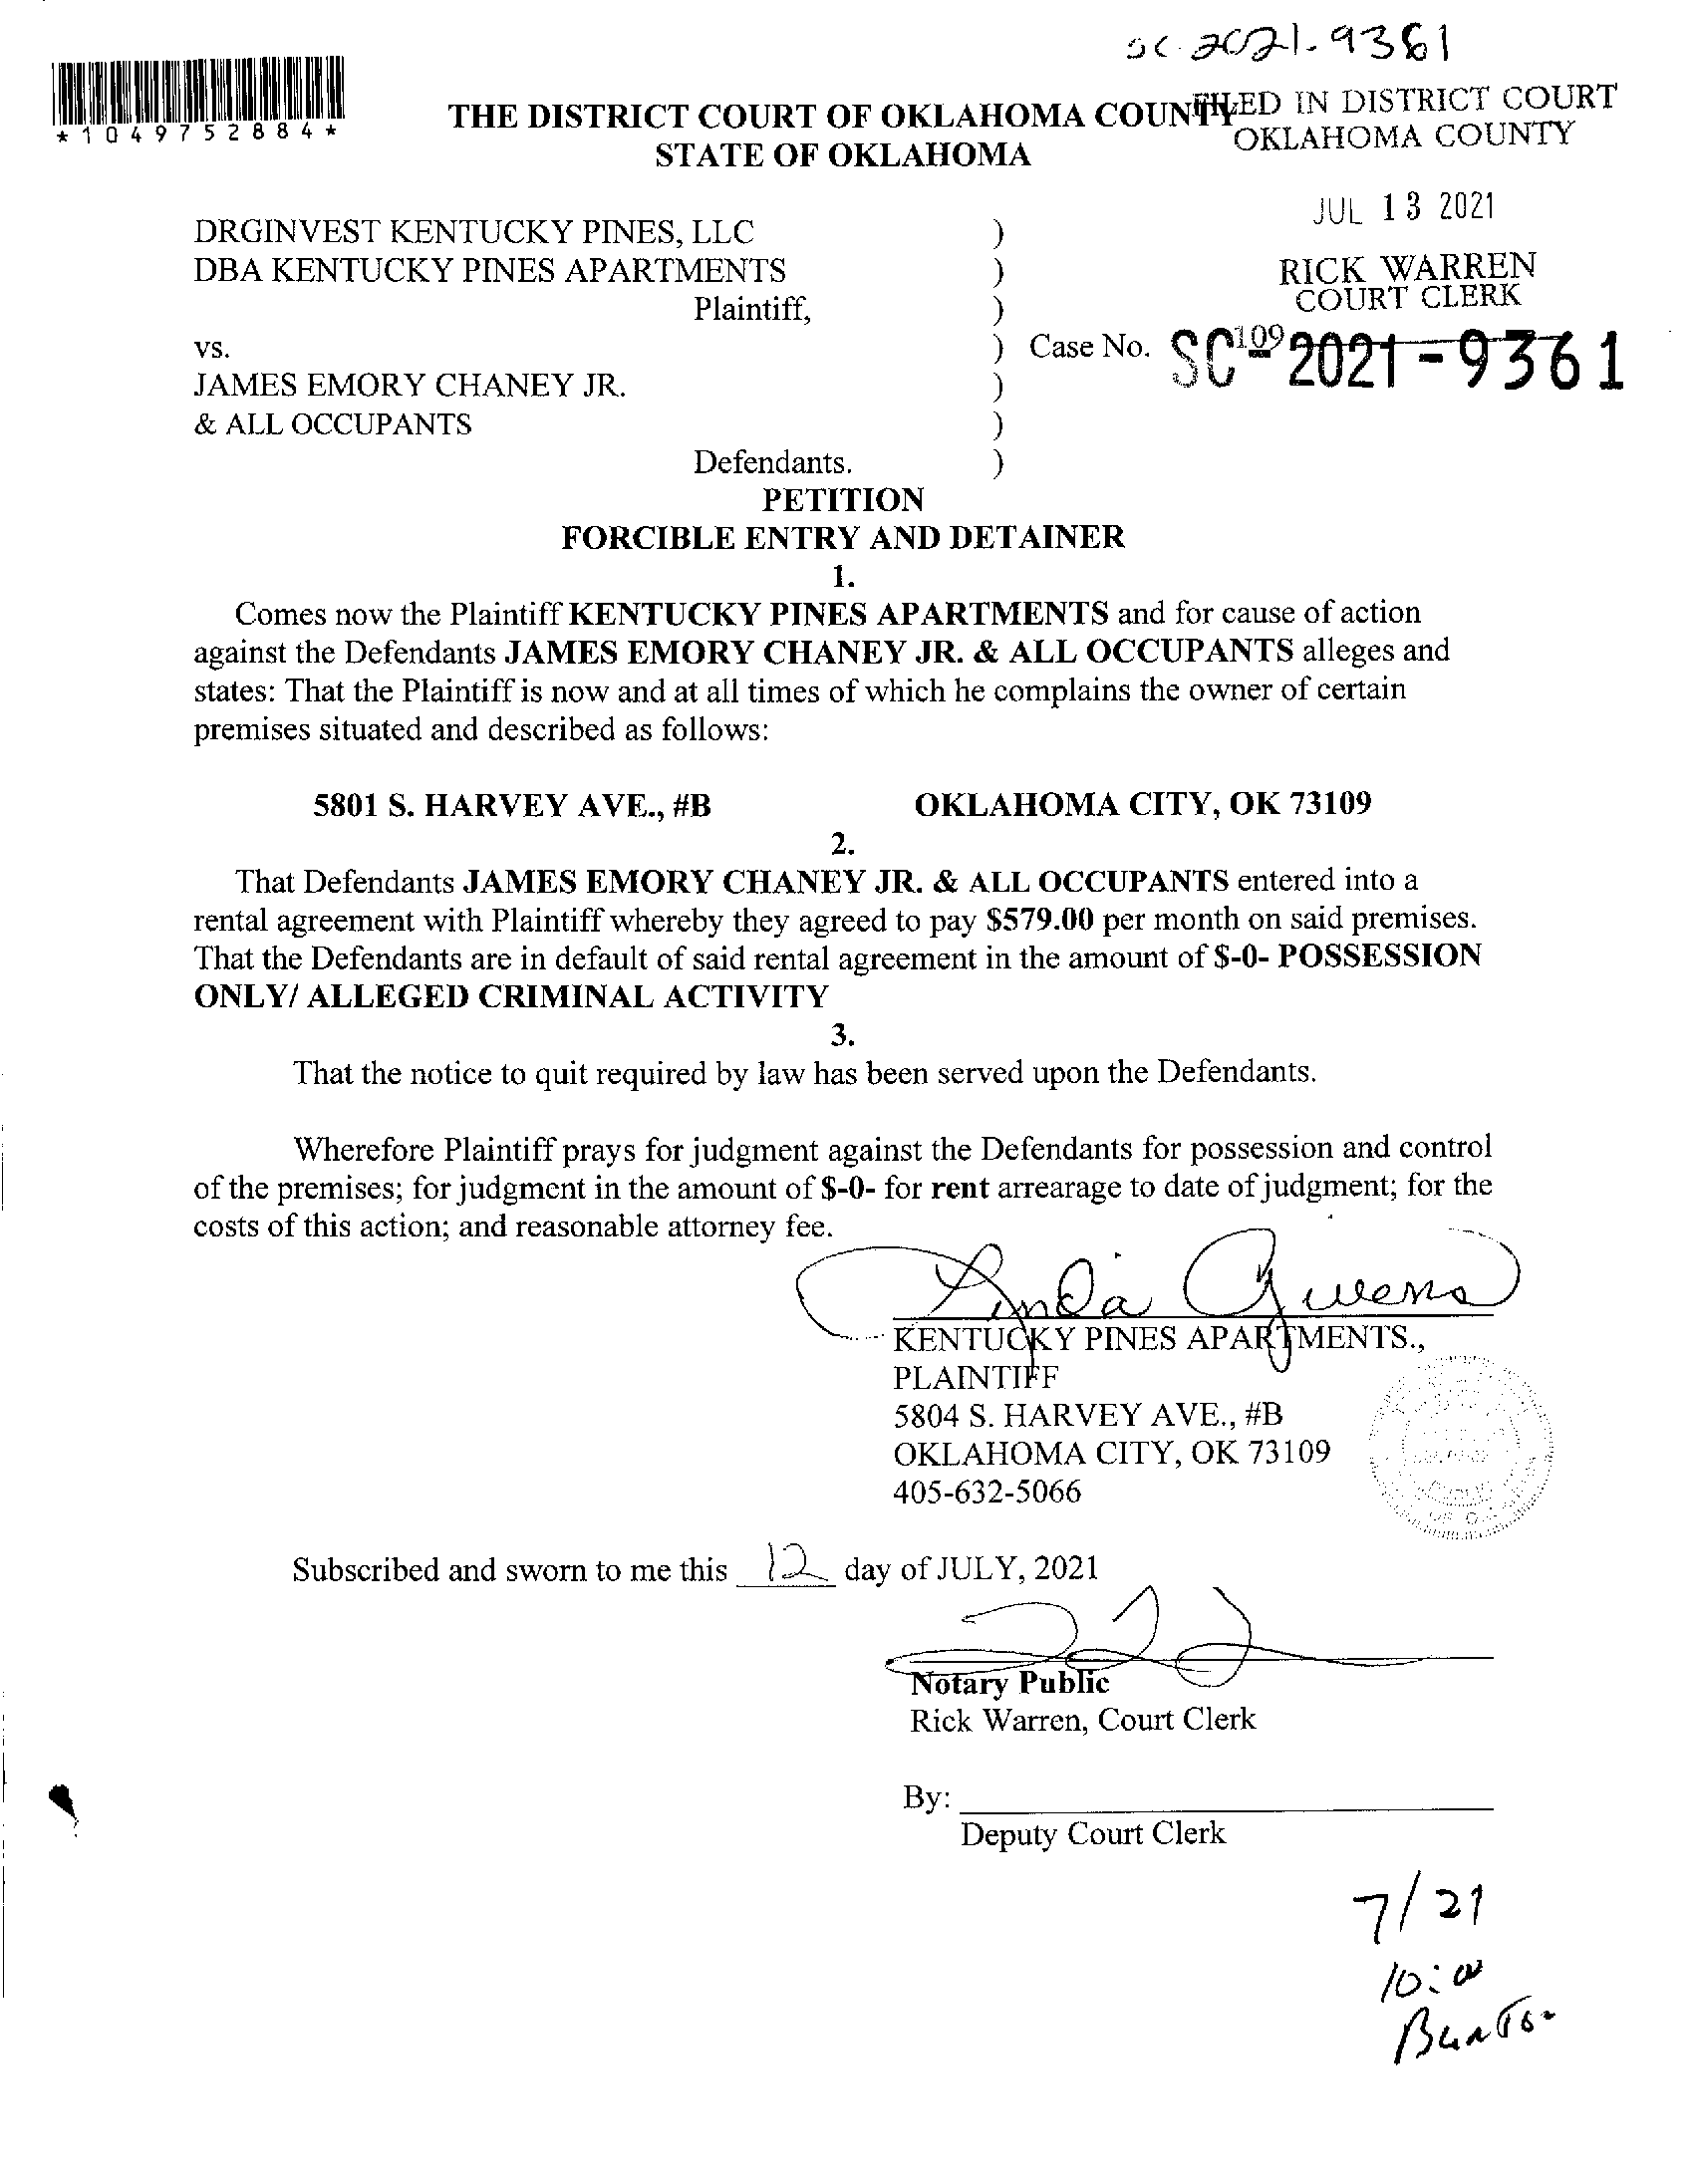 SC-2021-9361
*1049752884*
THE DISTRICT COURT OF OKLAHOMA COUNTY
STATE OF OKLAHOMA
FILED IN DISTRICT COURT
OKLAHOMA COUNTY
JUL 13 2021
RICK WARREN
COURT CLERK
109
DRGINVEST KENTUCKY PINES, LLC )
DBA KENTUCKY PINES APARTMENTS )
Plaintiff, )
vs. ) Case No. SC-2021-9361
JAMES EMORY CHANEY JR. )
& ALL OCCUPANTS )
Defendants. )
PETITION
FORCIBLE ENTRY AND DETAINER
1.
Comes now the Plaintiff KENTUCKY PINES APARTMENTS and for cause of action
against the Defendants JAMES EMORY CHANEY JR. & ALL OCCUPANTS alleges and
states: That the Plaintiff is now and at all times of which he complains the owner of certain
premises situated and described as follows:
5801 S. HARVEY AVE., #B OKLAHOMA CITY, OK 73109
2.
That Defendants JAMES EMORY CHANEY JR. & ALL OCCUPANTS entered into a
rental agreement with Plaintiff whereby they agreed to pay $579.00 per month on said premises.
That the Defendants are in default of said rental agreement in the amount of $-0- POSSESSION
ONLY/ ALLEGED CRIMINAL ACTIVITY
3.
That the notice to quit required by law has been served upon the Defendants.
Wherefore Plaintiff prays for judgment against the Defendants for possession and control
of the premises; for judgment in the amount of $-0- for rent arrearage to date of judgment; for the
costs of this action; and reasonable attorney fee.
Linda Givens
KENTUCKY PINES APARTMENTS.,
PLAINTIFF
5804 S. HARVEY AVE., #B
OKLAHOMA CITY, OK 73109
405-632-5066
Subscribed and sworn to me this 12 day of JULY, 2021
Notary Public
Rick Warren, Court Clerk
By:
Deputy Court Clerk
7/21
10:00